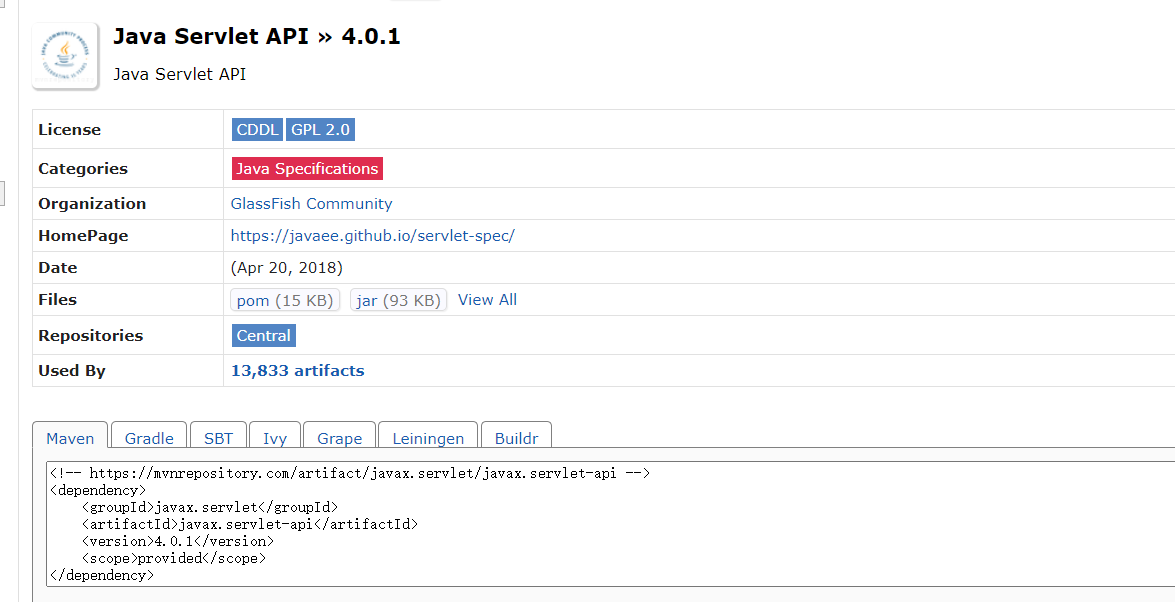 Java Servlet API » 4.0.1
Java Servlet API
License CDDL GPL 2.0
Categories Java Specifications
Organization GlassFish Community
HomePage https://javaee.github.io/servlet-spec/
Date (Apr 20, 2018)
Files pom (15 KB) jar (93 KB) View All
Repositories Central
Used By 13,833 artifacts
Maven Gradle SBT Ivy Grape Leiningen Buildr
<!-- https://mvnrepository.com/artifact/javax.servlet/javax.servlet-api -->
<dependency>
    <groupId>javax.servlet</groupId>
    <artifactId>javax.servlet-api</artifactId>
    <version>4.0.1</version>
    <scope>provided</scope>
</dependency>